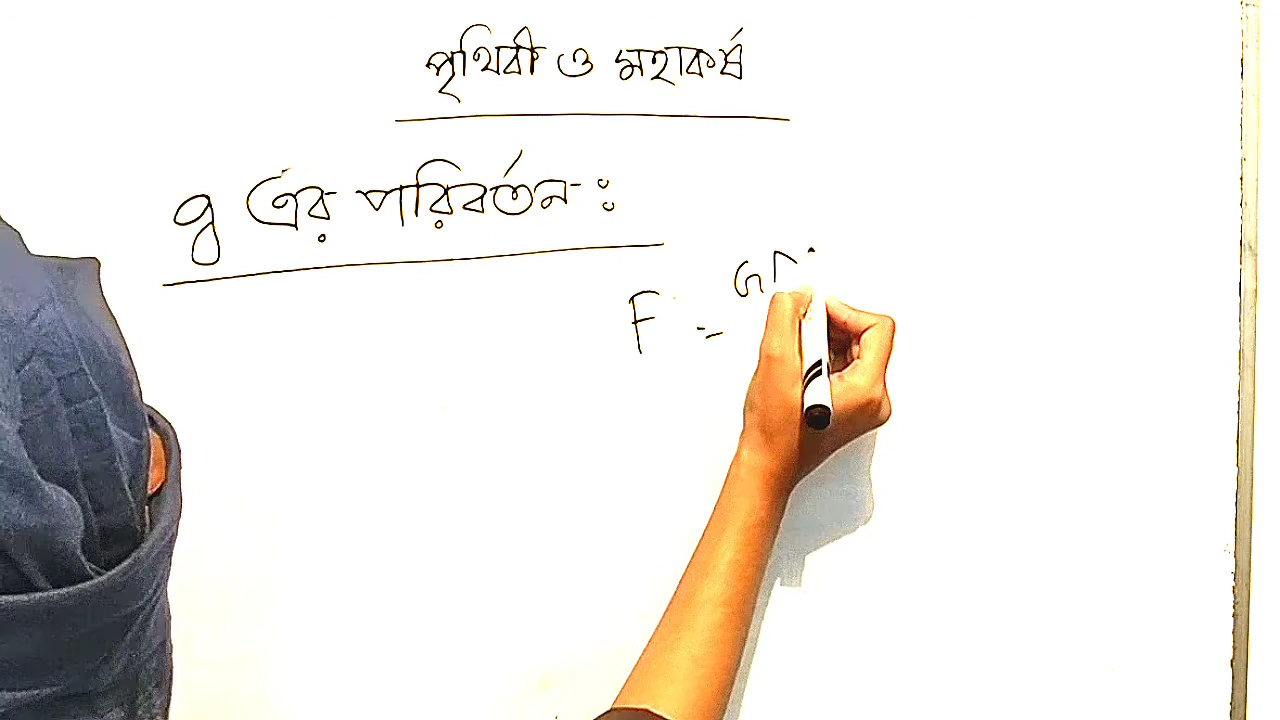 পৃথিবী ও মহাকর্ষ
g এর পরিবর্তন :
F = G